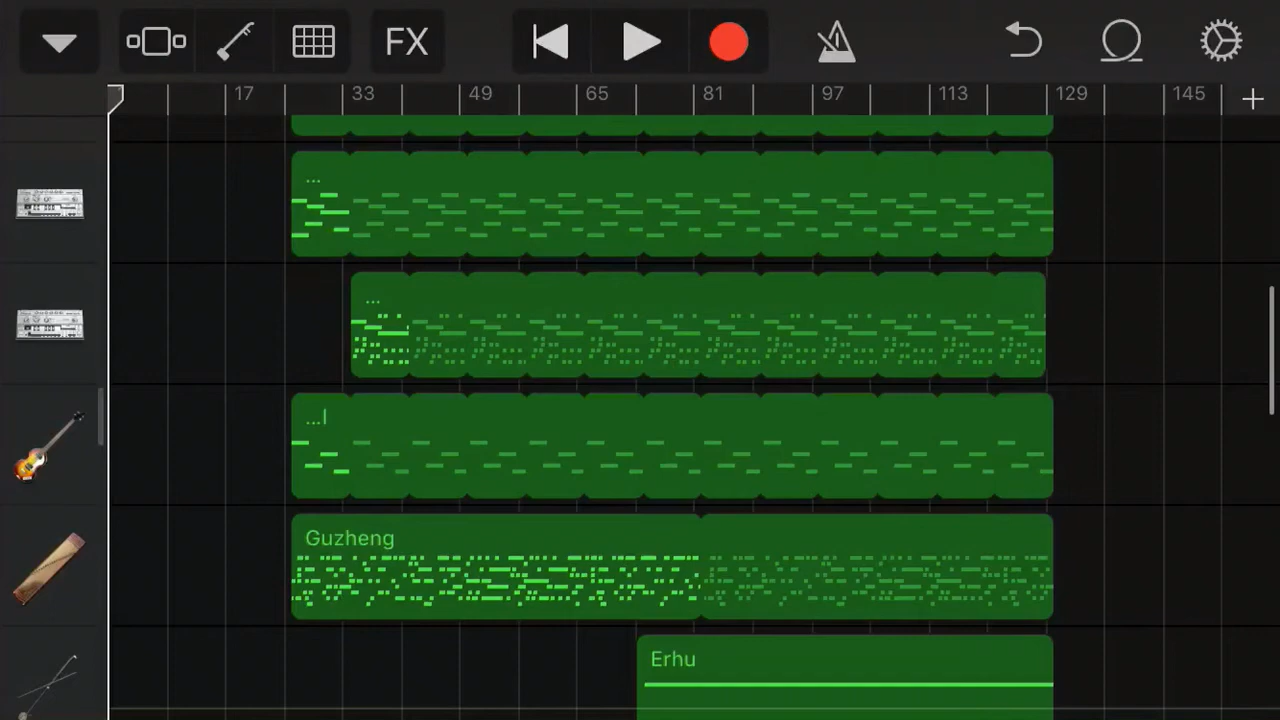 FX
17 33 49 65 81 97 113 129 145
...
...
...l
Guzheng
Erhu